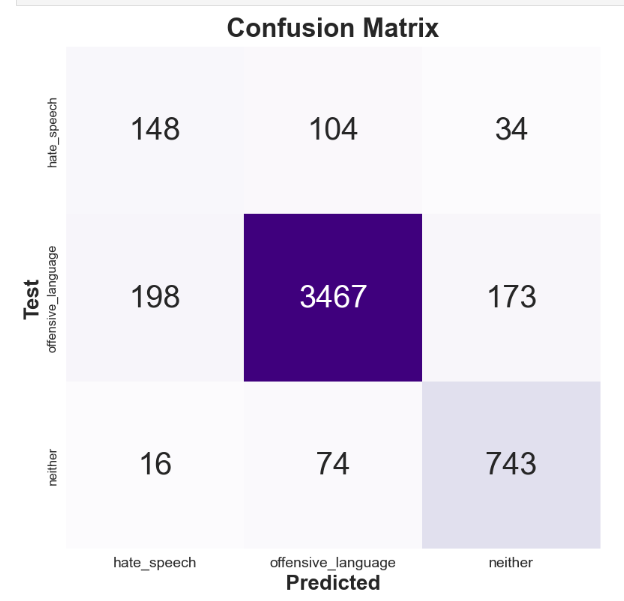 Confusion Matrix
hate_speech
148 104 34
Test
offensive_language
198 3467 173
neither
16 74 743
hate_speech offensive_language neither
Predicted